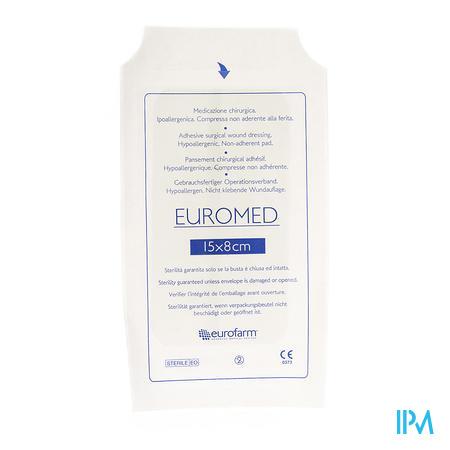 Medicazione chirurgica.
Ipoallergenica. Compressa non aderente alla ferita.
Adhesive surgical wound dressing.
Hypoallergenic. Non-adherent pad.
Pansement chirurgical adhésif.
Hypoallergenique. Compresse non adhérente.
Gebrauchsfertiger Operationsverband.
Hypoallergen. Nicht klebende Wundauflage.
EUROMED
15x8cm
Sterilità garantita solo se la busta è chiusa ed intatta.
Sterility guaranteed unless envelope is damaged or opened.
Verifier l'intégrité de l'emballage avant ouverture.
Sterilität garantiert, wenn verpackungsbeutel nicht
beschädigt oder geöffnet ist.
eurofarm
STERILE EO
2
CE
0373
IPM